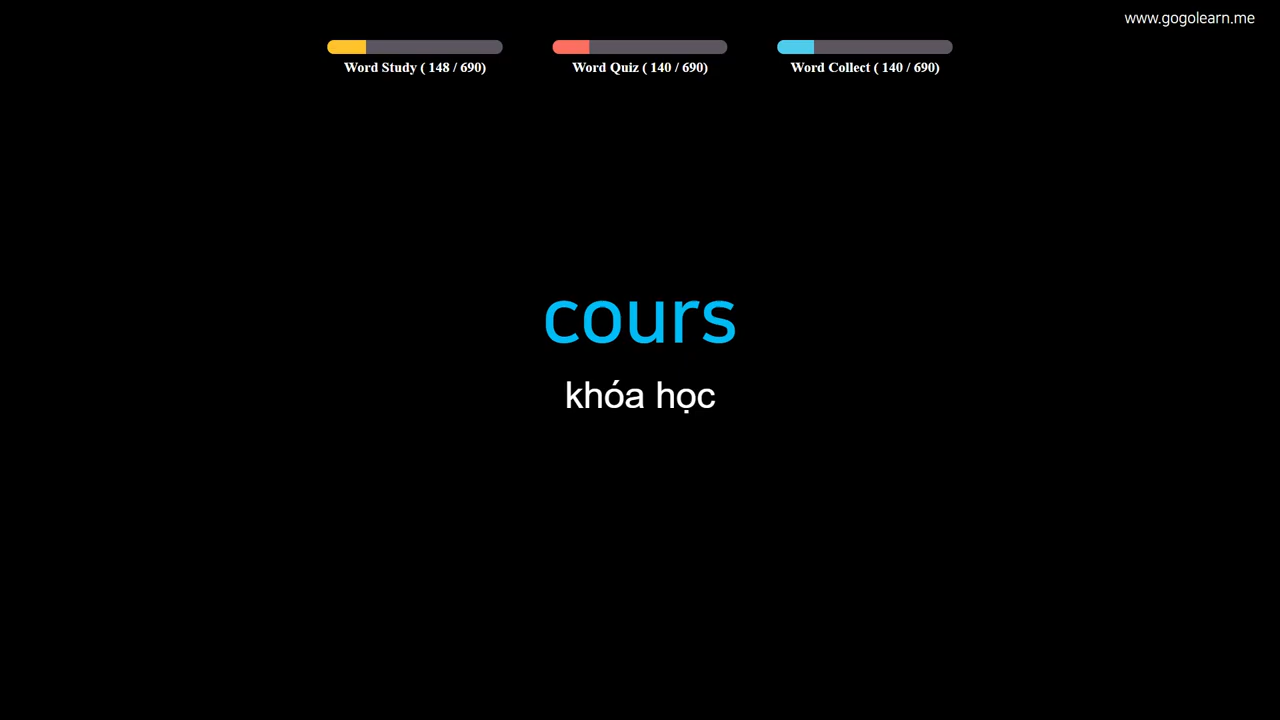 www.gogolearn.me
Word Study ( 148 / 690)
Word Quiz ( 140 / 690)
Word Collect ( 140 / 690)
cours
khóa học